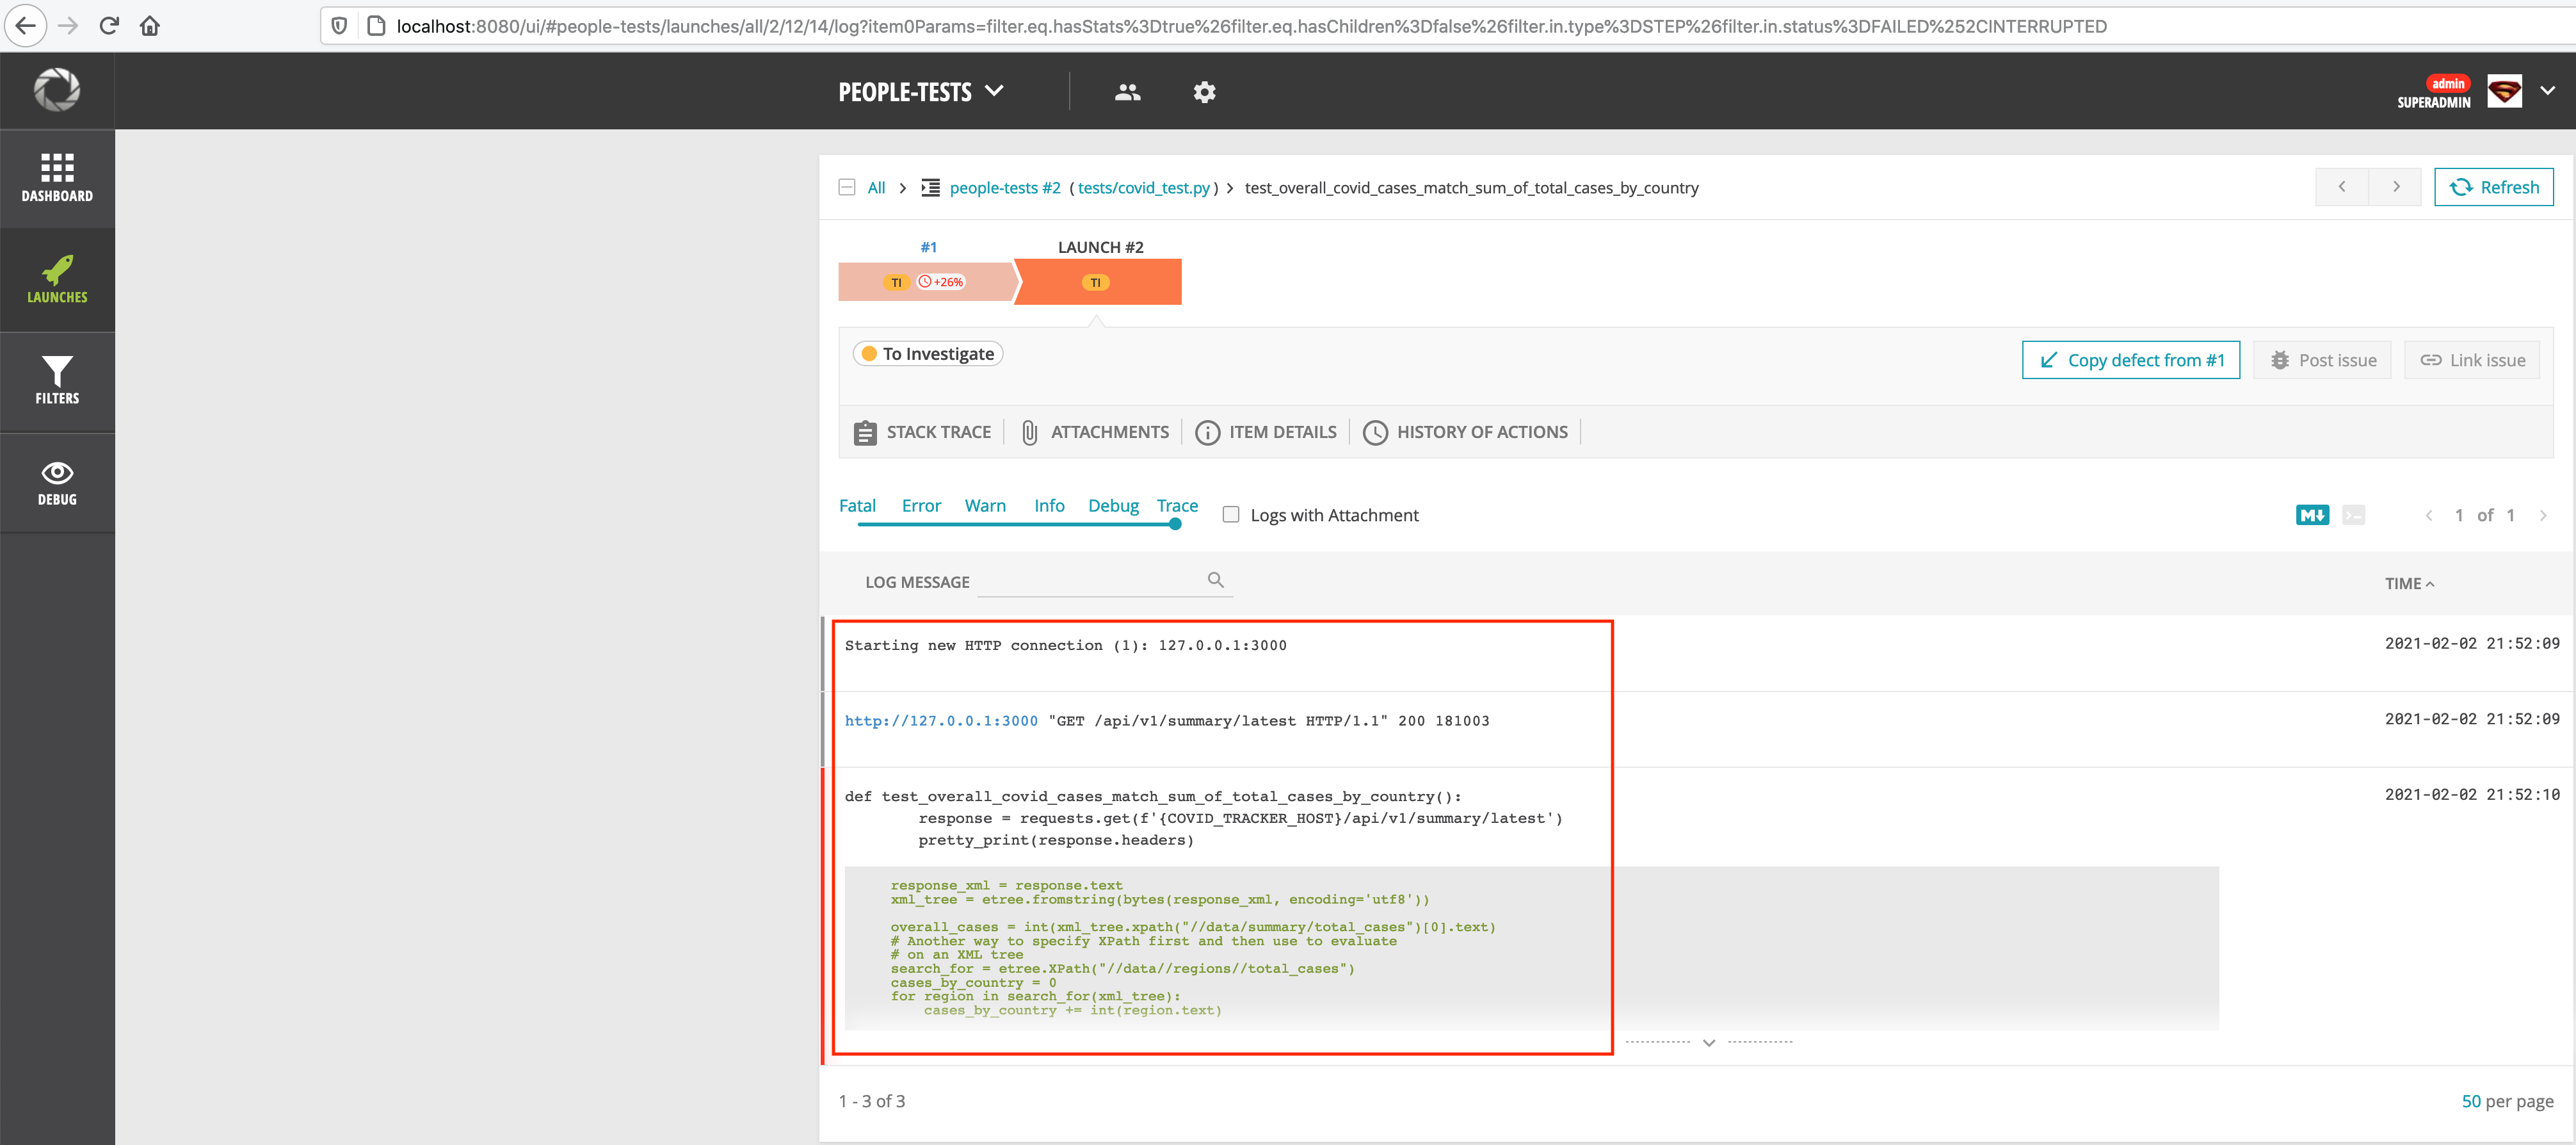 localhost:8080/ui/#people-tests/launches/all/2/12/14/log?item0Params=filter.eq.hasStats%3Dtrue%26filter.eq.hasChildren%3Dfalse%26filter.in.type%3DSTEP%26filter.in.status%3DFAILED%252CINTERRUPTED
PEOPLE-TESTS
admin
SUPERADMIN
DASHBOARD
LAUNCHES
FILTERS
DEBUG
All > people-tests #2 ( tests/covid_test.py ) > test_overall_covid_cases_match_sum_of_total_cases_by_country
Refresh
#1 LAUNCH #2
TI +26% TI
To Investigate
Copy defect from #1 Post issue Link issue
STACK TRACE ATTACHMENTS ITEM DETAILS HISTORY OF ACTIONS
Fatal Error Warn Info Debug Trace Logs with Attachment
M 1 of 1
LOG MESSAGE TIME
Starting new HTTP connection (1): 127.0.0.1:3000 2021-02-02 21:52:09
http://127.0.0.1:3000 "GET /api/v1/summary/latest HTTP/1.1" 200 181003 2021-02-02 21:52:09
def test_overall_covid_cases_match_sum_of_total_cases_by_country(): 2021-02-02 21:52:10
response = requests.get(f'{COVID_TRACKER_HOST}/api/v1/summary/latest')
pretty_print(response.headers)
response_xml = response.text
xml_tree = etree.fromstring(bytes(response_xml, encoding='utf8'))
overall_cases = int(xml_tree.xpath("//data/summary/total_cases")[0].text)
# Another way to specify XPath first and then use to evaluate
# on an XML tree
search_for = etree.XPath("//data//regions//total_cases")
cases_by_country = 0
for region in search_for(xml_tree):
cases_by_country += int(region.text)
1 - 3 of 3
50 per page